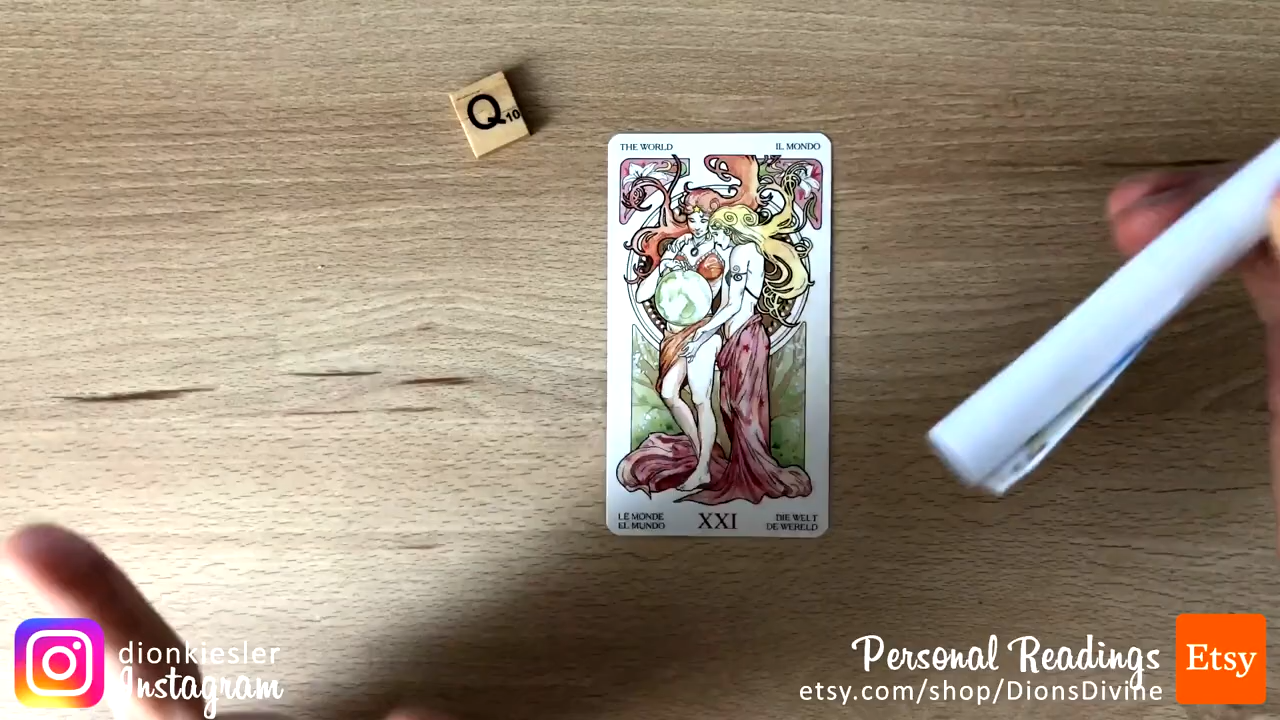 Q10
THE WORLD
IL MONDO
LE MONDE
EL MUNDO
XXI
DIE WELT
DE WERELD
dionkiesler
Instagram
Personal Readings
etsy.com/shop/DionsDivine
Etsy